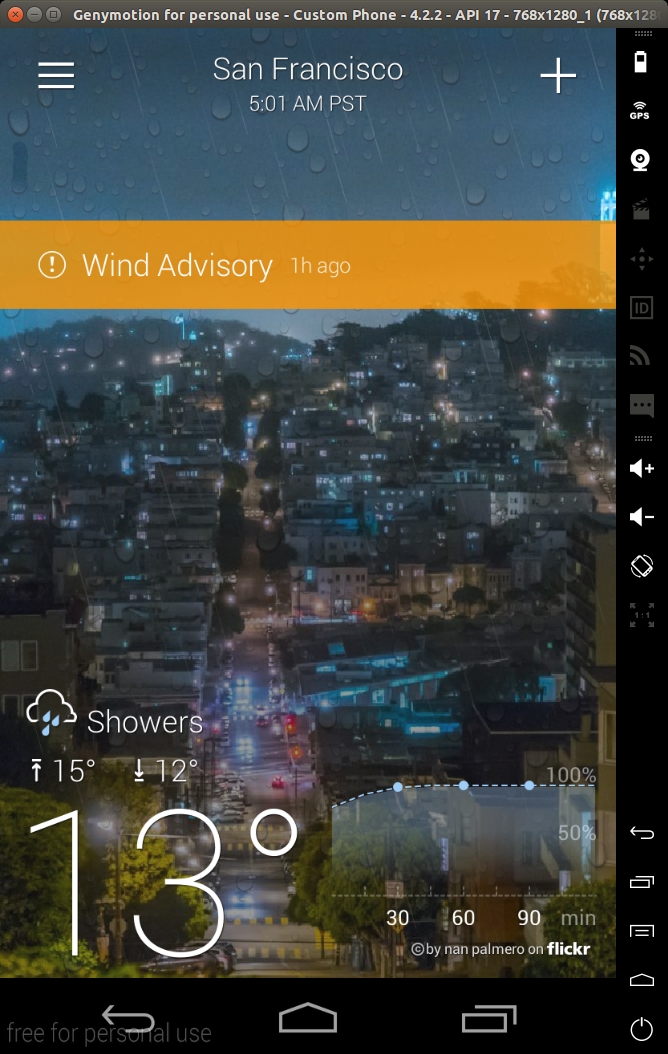 Genymotion for personal use - Custom Phone - 4.2.2 - API 17 - 768x1280_1 (768x128
San Francisco
5:01 AM PST
GPS
Wind Advisory 1h ago
ID
1:1
Showers
15° 12°
13°
100%
50%
30 60 90 min
©by nan palmero on flickr
free for personal use